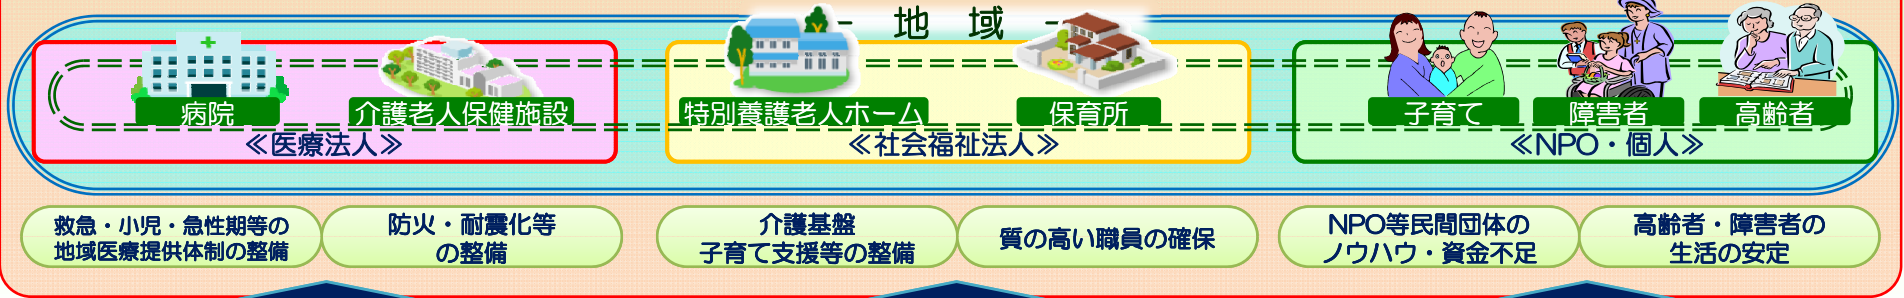 - 地 域 -
病院
介護老人保健施設
≪医療法人≫
特別養護老人ホーム
保育所
≪社会福祉法人≫
子育て
障害者
高齢者
≪NPO・個人≫
救急・小児・急性期等の
地域医療提供体制の整備
防火・耐震化等
の整備
介護基盤
子育て支援等の整備
質の高い職員の確保
NPO等民間団体の
ノウハウ・資金不足
高齢者・障害者の
生活の安定